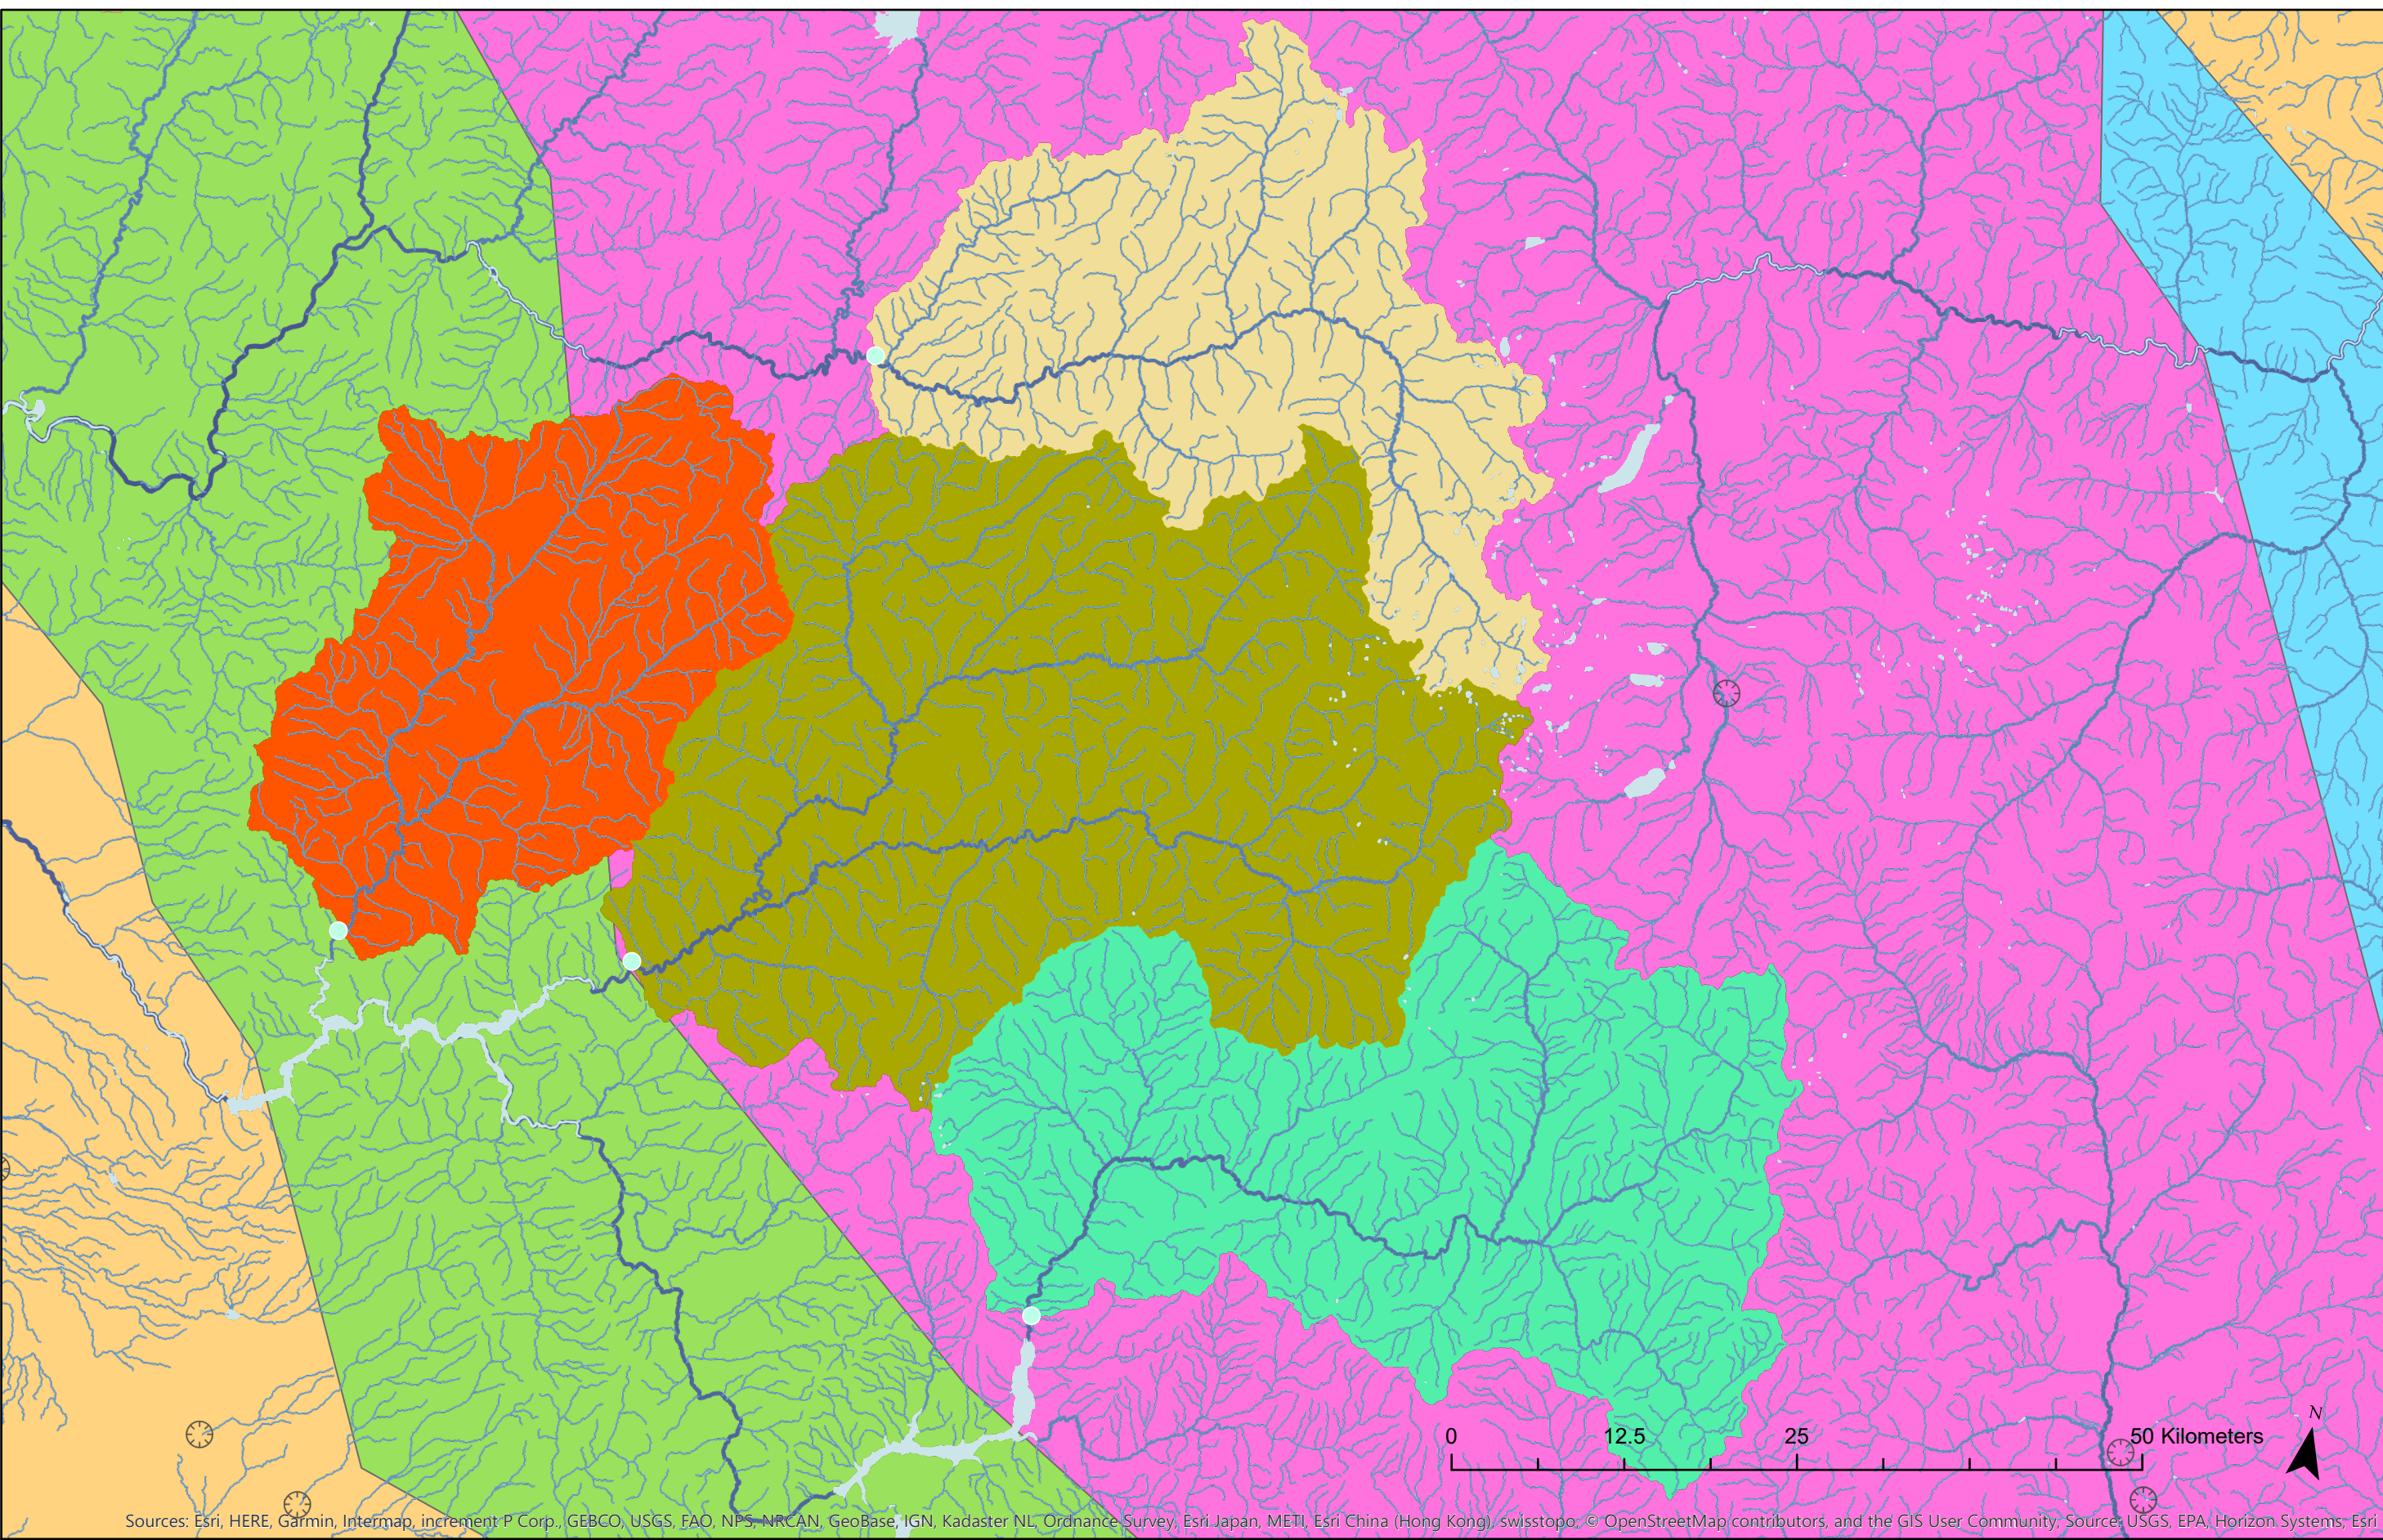 N
0 12.5 25 50 Kilometers
Sources: Esri, HERE, Garmin, Intermap, increment P Corp., GEBCO, USGS, FAO, NPS, NRCAN, GeoBase, IGN, Kadaster NL, Ordnance Survey, Esri Japan, METI, Esri China (Hong Kong), swisstopo, © OpenStreetMap contributors, and the GIS User Community, Source: USGS, EPA, Horizon Systems, Esri